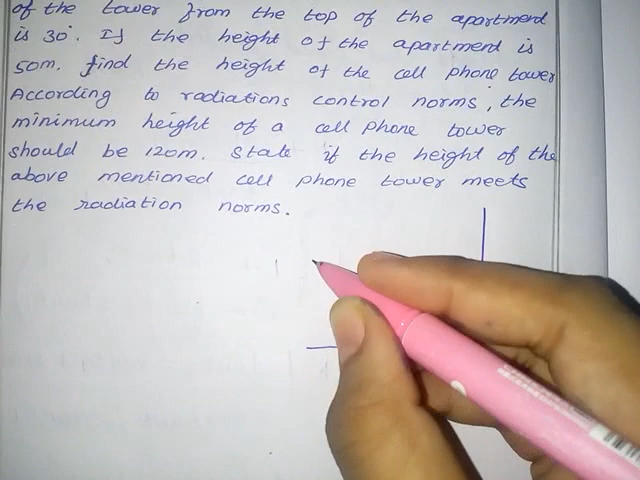 of the tower from the top of the apartment
is 30°. If the height of the apartment is
50m. find the height of the cell phone tower
According to radiations control norms, the
minimum height of a cell phone tower
should be 120m. State if the height of the
above mentioned cell phone tower meets
the radiation norms.